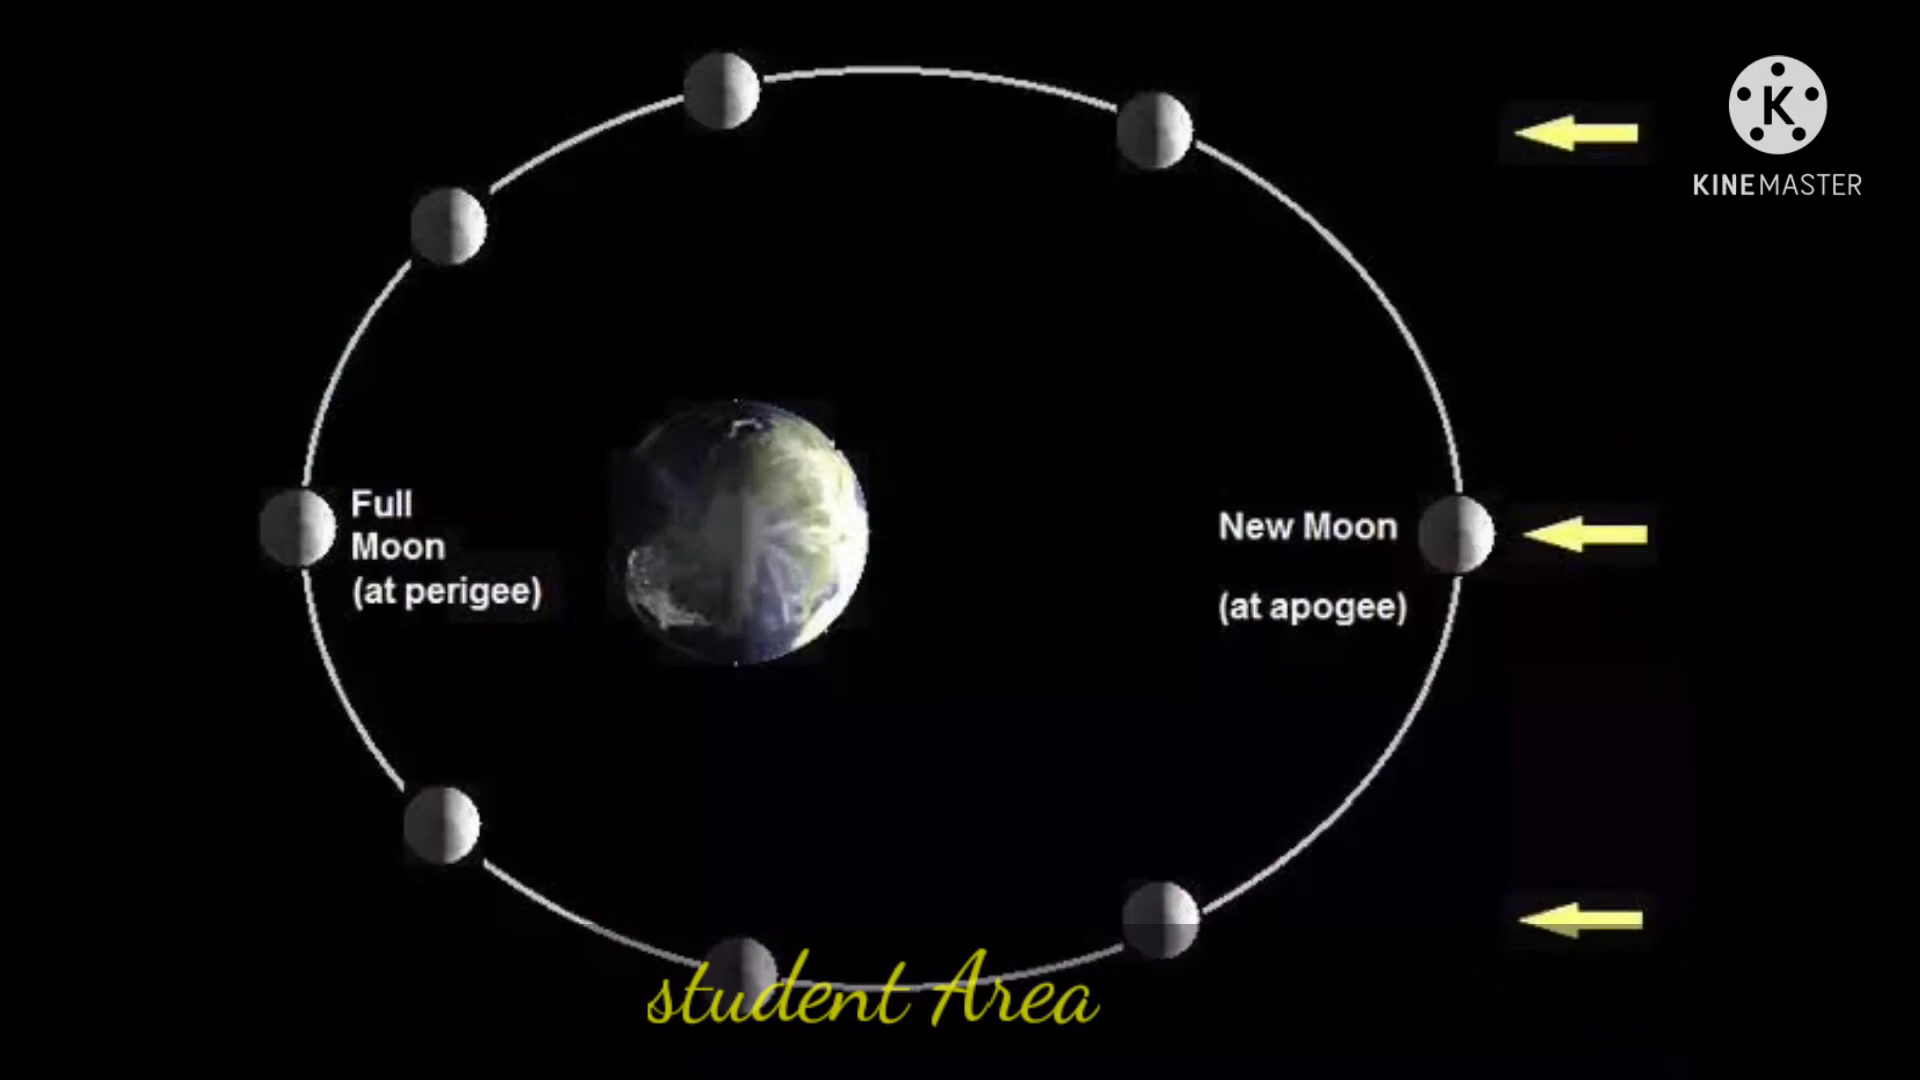 K
KINEMASTER
Full
Moon
(at perigee)
New Moon
(at apogee)
student Area